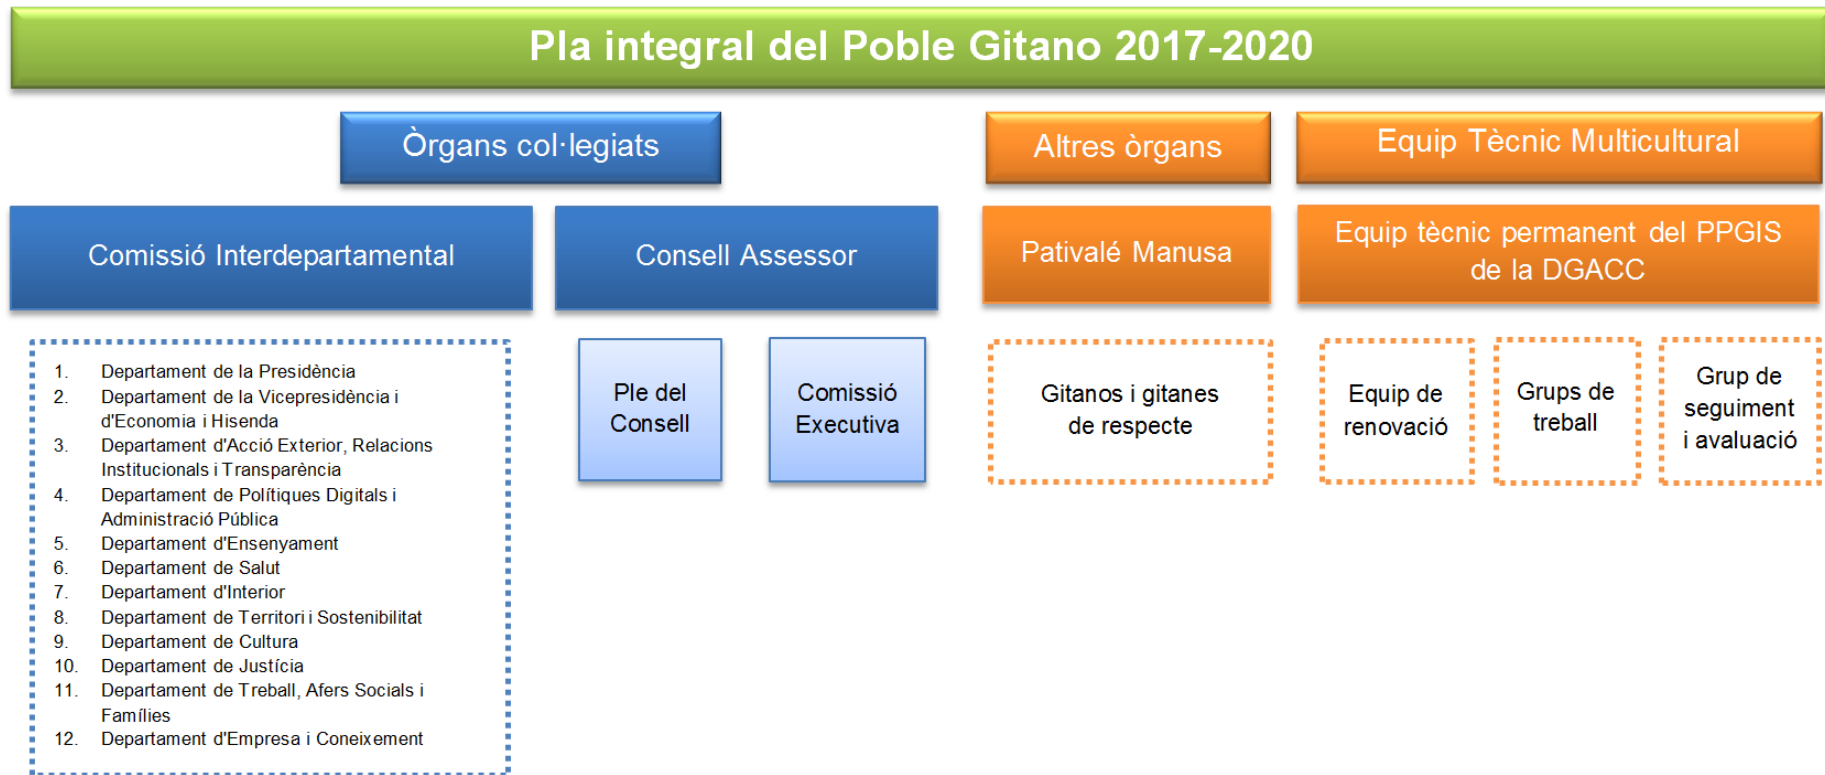 Pla integral del Poble Gitano 2017-2020
Òrgans col·legiats
Altres òrgans
Equip Tècnic Multicultural
Comissió Interdepartamental
Consell Assessor
Pativalé Manusa
Equip tècnic permanent del PPGIS
de la DGACC
1. Departament de la Presidència
2. Departament de la Vicepresidència i
d'Economia i Hisenda
3. Departament d'Acció Exterior, Relacions
Institucionals i Transparència
4. Departament de Polítiques Digitals i
Administració Pública
5. Departament d'Ensenyament
6. Departament de Salut
7. Departament d'Interior
8. Departament de Territori i Sostenibilitat
9. Departament de Cultura
10. Departament de Justícia
11. Departament de Treball, Afers Socials i
Famílies
12. Departament d'Empresa i Coneixement
Ple del
Consell
Comissió
Executiva
Gitanos i gitanes
de respecte
Equip de
renovació
Grups de
treball
Grup de
seguiment
i avaluació